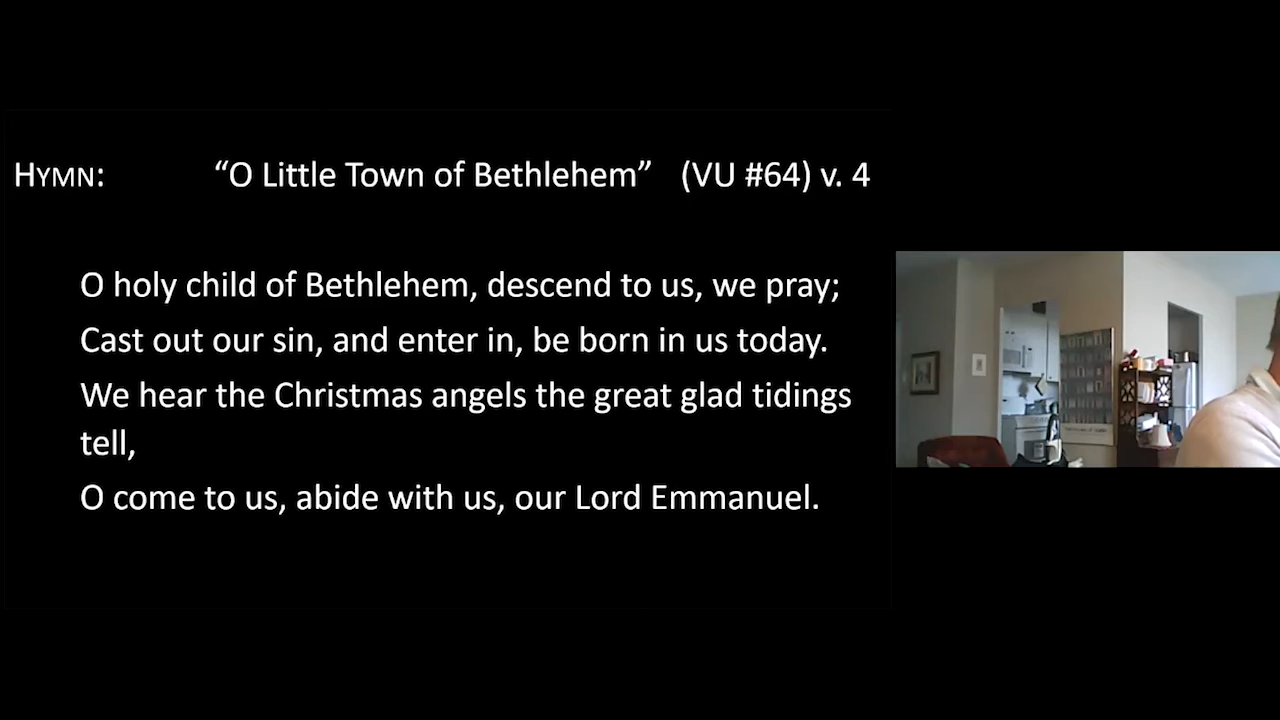 HYMN: “O Little Town of Bethlehem” (VU #64) v. 4
O holy child of Bethlehem, descend to us, we pray;
Cast out our sin, and enter in, be born in us today.
We hear the Christmas angels the great glad tidings
tell,
O come to us, abide with us, our Lord Emmanuel.